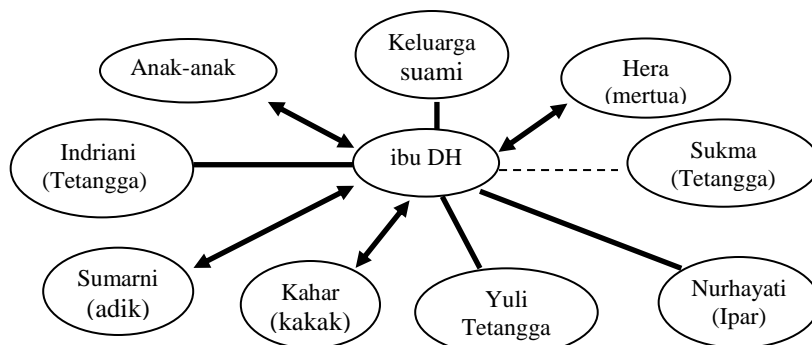 Keluarga
suami
Anak-anak
Hera
(mertua)
Indriani
(Tetangga)
ibu DH
Sukma
(Tetangga)
Sumarni
(adik)
Kahar
(kakak)
Yuli
Tetangga
Nurhayati
(Ipar)